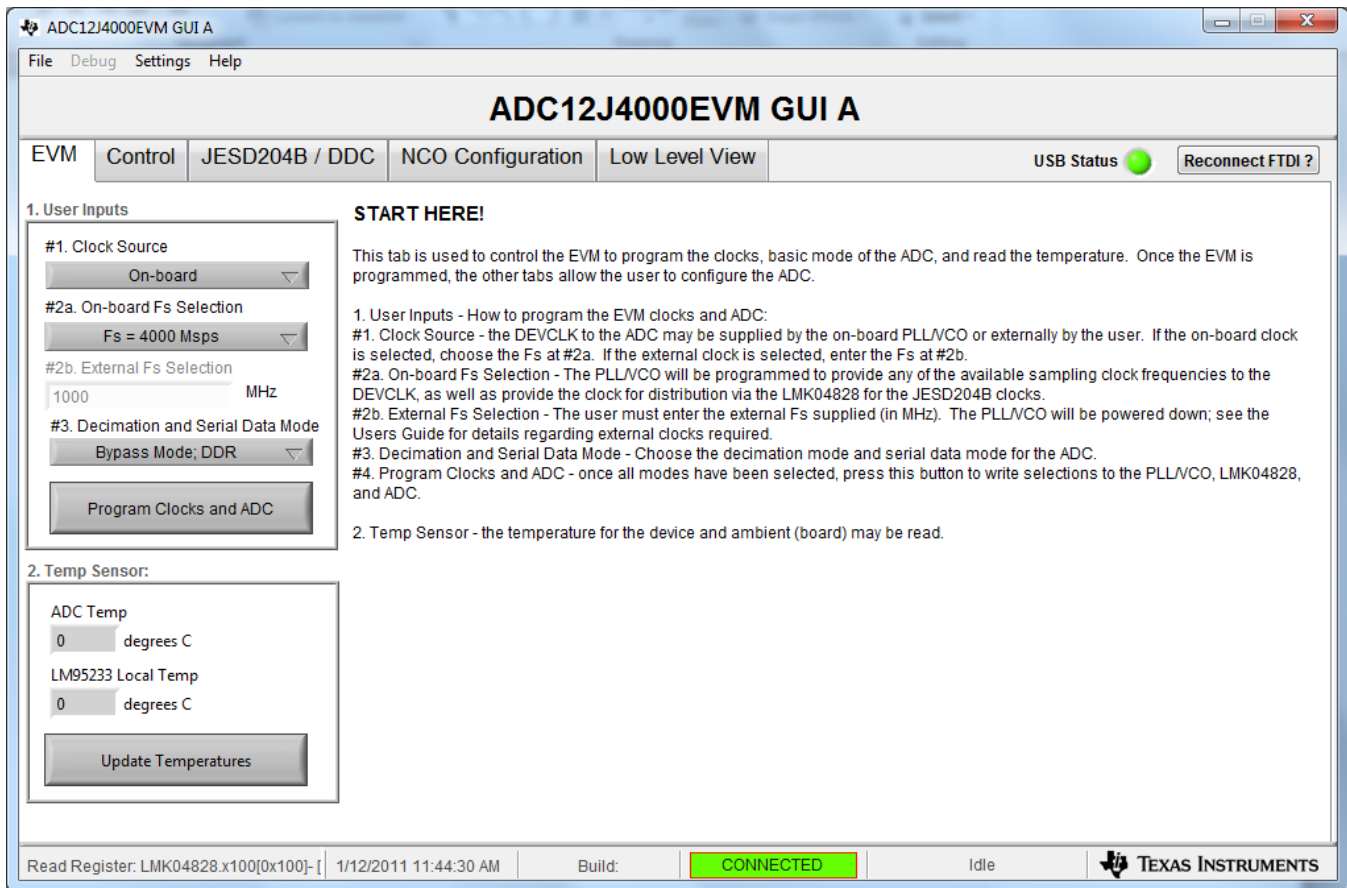 ADC12J4000EVM GUI A
File Debug Settings Help
ADC12J4000EVM GUI A
EVM Control JESD204B / DDC NCO Configuration Low Level View USB Status Reconnect FTDI ?
1. User Inputs
#1. Clock Source
On-board
#2a. On-board Fs Selection
Fs = 4000 Msps
#2b. External Fs Selection
1000 MHz
#3. Decimation and Serial Data Mode
Bypass Mode; DDR
Program Clocks and ADC
2. Temp Sensor:
ADC Temp
0 degrees C
LM95233 Local Temp
0 degrees C
Update Temperatures
START HERE!
This tab is used to control the EVM to program the clocks, basic mode of the ADC, and read the temperature. Once the EVM is
programmed, the other tabs allow the user to configure the ADC.
1. User Inputs - How to program the EVM clocks and ADC:
#1. Clock Source - the DEVCLK to the ADC may be supplied by the on-board PLL/VCO or externally by the user. If the on-board clock
is selected, choose the Fs at #2a. If the external clock is selected, enter the Fs at #2b.
#2a. On-board Fs Selection - The PLL/VCO will be programmed to provide any of the available sampling clock frequencies to the
DEVCLK, as well as provide the clock for distribution via the LMK04828 for the JESD204B clocks.
#2b. External Fs Selection - The user must enter the external Fs supplied (in MHz). The PLL/VCO will be powered down; see the
Users Guide for details regarding external clocks required.
#3. Decimation and Serial Data Mode - Choose the decimation mode and serial data mode for the ADC.
#4. Program Clocks and ADC - once all modes have been selected, press this button to write selections to the PLL/VCO, LMK04828,
and ADC.
2. Temp Sensor - the temperature for the device and ambient (board) may be read.
Read Register: LMK04828.x100[0x100]- [ 1/12/2011 11:44:30 AM Build: CONNECTED Idle TEXAS INSTRUMENTS